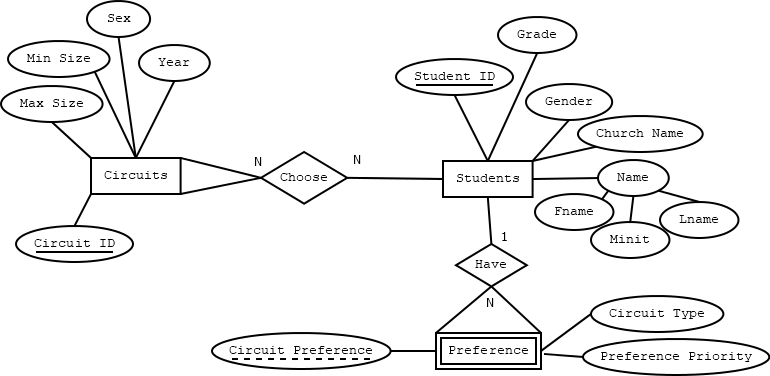 Sex
Grade
Min Size
Year
Student ID
Max Size
Gender
Church Name
N
N
Circuits
Choose
Students
Name
Fname
Lname
Circuit ID
1
Minit
Have
N
Circuit Type
Circuit Preference
Preference
Preference Priority